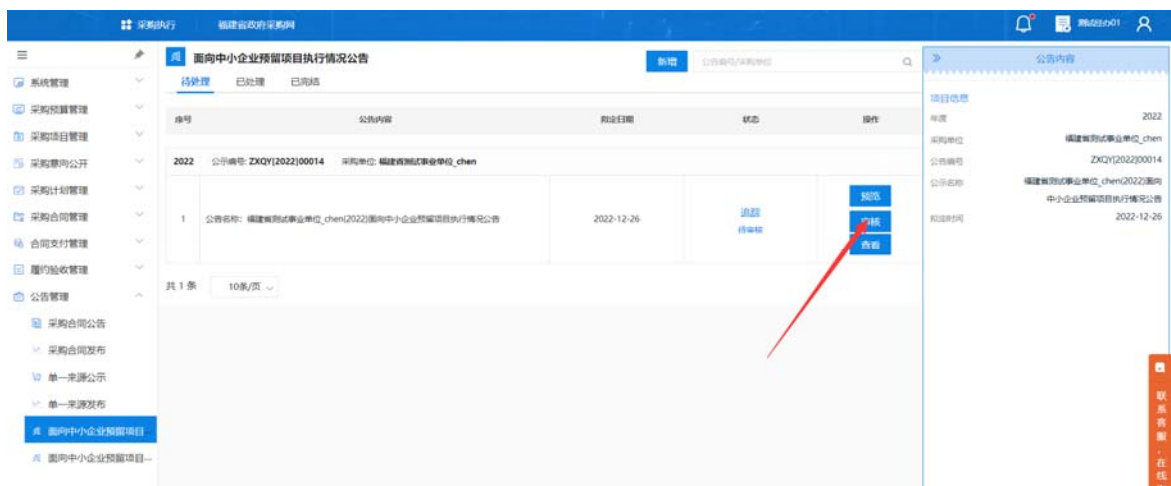 采购执行 福建省政府采购网
面向中小企业预留项目执行情况公告 新增 公告编号/采购单位
待处理 已处理 已完结
系统管理
采购预算管理
采购项目管理
采购意向公开
采购计划管理
采购合同管理
合同支付管理
履约验收管理
公告管理
采购合同公告
采购合同发布
单一来源公示
单一来源发布
面向中小企业预留项目...
面向中小企业预留项目...
序号 公告内容 拟定日期 状态 操作
2022 公示编号: ZXQY[2022]00014 采购单位: 福建省测试事业单位_chen
1 公告名称: 福建省测试事业单位_chen(2022)面向中小企业预留项目执行情况公告 2022-12-26 追踪 待审核
预览
审核
查看
共 1 条 10条/页
公告内容
项目信息
年度 2022
采购单位 福建省测试事业单位_chen
公告编号 ZXQY[2022]00014
公示名称 福建省测试事业单位_chen(2022)面向
中小企业预留项目执行情况公告
拟定时间 2022-12-26
联系客服，在线